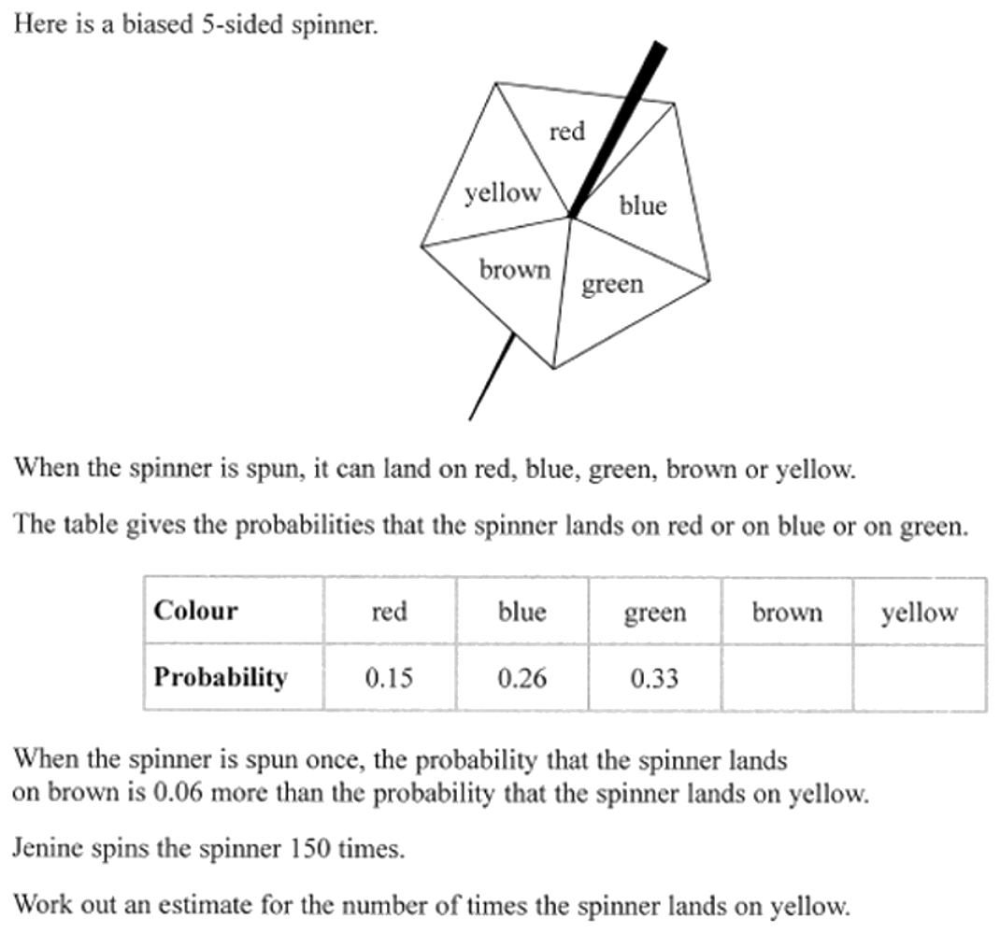 Here is a biased 5-sided spinner.
red
yellow
blue
brown
green
When the spinner is spun, it can land on red, blue, green, brown or yellow.
The table gives the probabilities that the spinner lands on red or on blue or on green.
Colour red blue green brown yellow
Probability 0.15 0.26 0.33
When the spinner is spun once, the probability that the spinner lands
on brown is 0.06 more than the probability that the spinner lands on yellow.
Jenine spins the spinner 150 times.
Work out an estimate for the number of times the spinner lands on yellow.